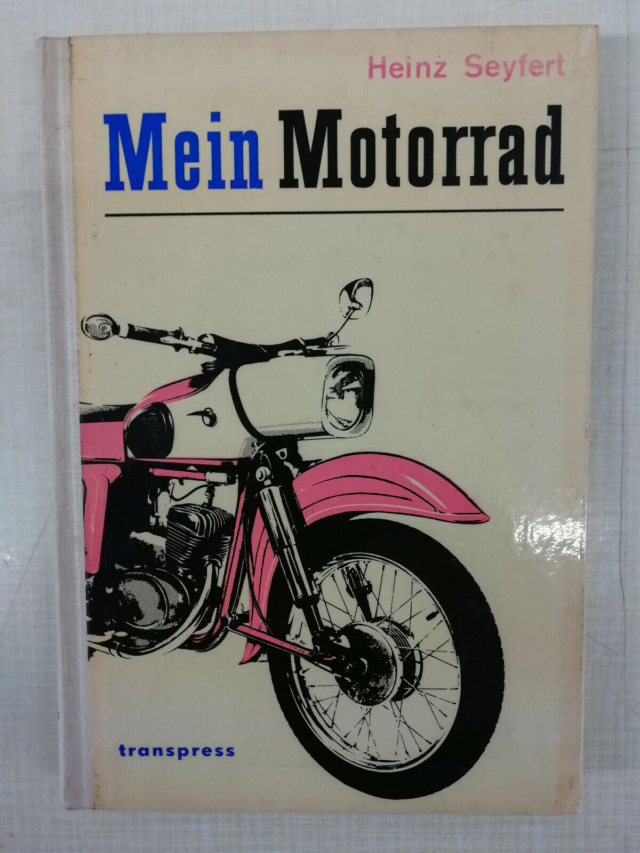 Heinz Seyfert
Mein Motorrad
transpress